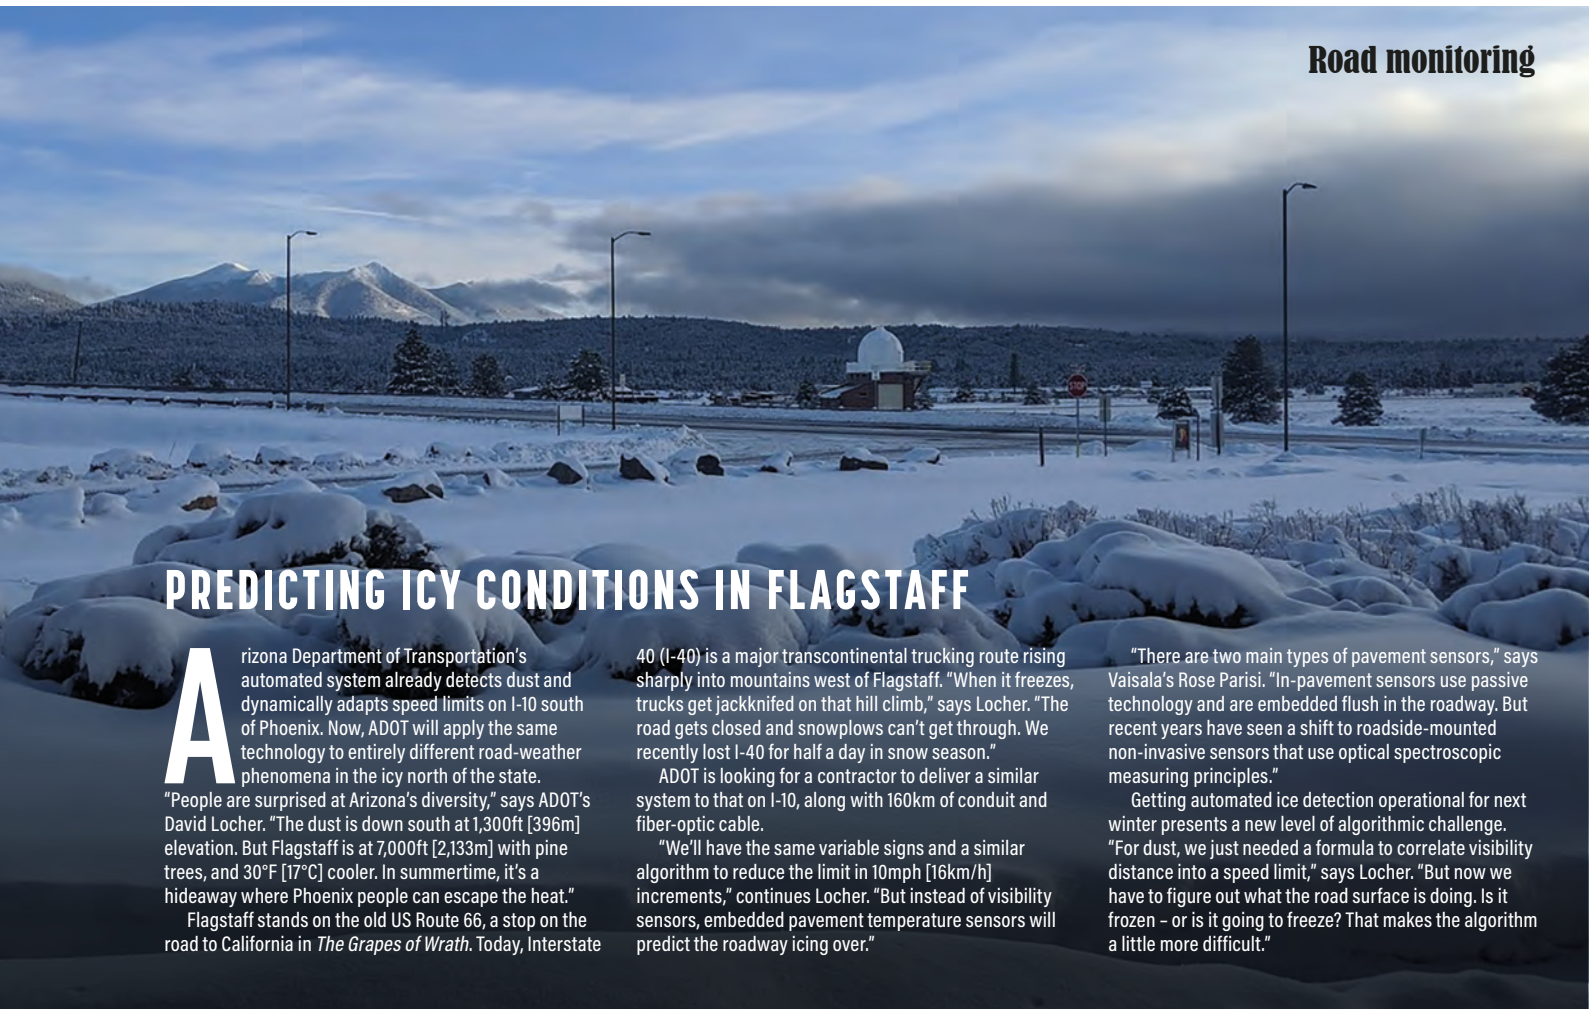 Road monitoring
STOP
PREDICTING ICY CONDITIONS IN FLAGSTAFF
Arizona Department of Transportation’s
automated system already detects dust and
dynamically adapts speed limits on I-10 south
of Phoenix. Now, ADOT will apply the same
technology to entirely different road-weather
phenomena in the icy north of the state.
“People are surprised at Arizona’s diversity,” says ADOT’s
David Locher. “The dust is down south at 1,300ft [396m]
elevation. But Flagstaff is at 7,000ft [2,133m] with pine
trees, and 30°F [17°C] cooler. In summertime, it’s a
hideaway where Phoenix people can escape the heat.”
Flagstaff stands on the old US Route 66, a stop on the
road to California in The Grapes of Wrath. Today, Interstate
40 (I-40) is a major transcontinental trucking route rising
sharply into mountains west of Flagstaff. “When it freezes,
trucks get jackknifed on that hill climb,” says Locher. “The
road gets closed and snowplows can’t get through. We
recently lost I-40 for half a day in snow season.”
ADOT is looking for a contractor to deliver a similar
system to that on I-10, along with 160km of conduit and
fiber-optic cable.
“We’ll have the same variable signs and a similar
algorithm to reduce the limit in 10mph [16km/h]
increments,” continues Locher. “But instead of visibility
sensors, embedded pavement temperature sensors will
predict the roadway icing over.”
“There are two main types of pavement sensors,” says
Vaisala’s Rose Parisi. “In-pavement sensors use passive
technology and are embedded flush in the roadway. But
recent years have seen a shift to roadside-mounted
non-invasive sensors that use optical spectroscopic
measuring principles.”
Getting automated ice detection operational for next
winter presents a new level of algorithmic challenge.
“For dust, we just needed a formula to correlate visibility
distance into a speed limit,” says Locher. “But now we
have to figure out what the road surface is doing. Is it
frozen – or is it going to freeze? That makes the algorithm
a little more difficult.”